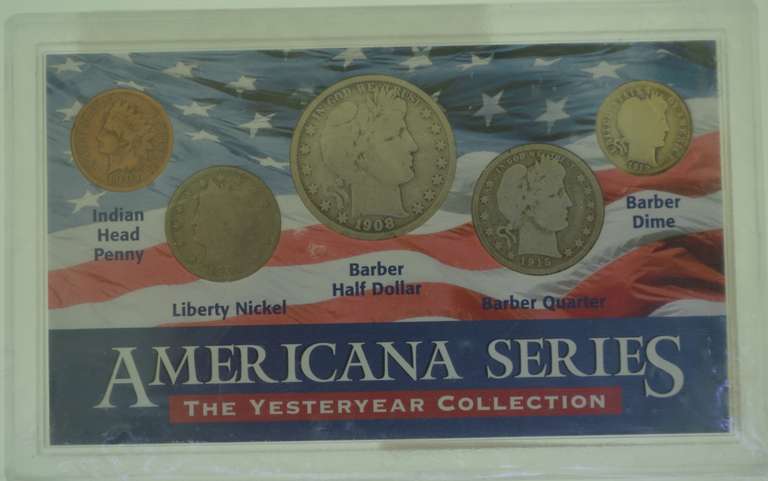 IN GOD WE TRUST
1908
IN GOD WE TRUST
1915
Indian
Head
Penny
Liberty Nickel
Barber
Half Dollar
Barber Quarter
Barber
Dime
AMERICANA SERIES
THE YESTERYEAR COLLECTION